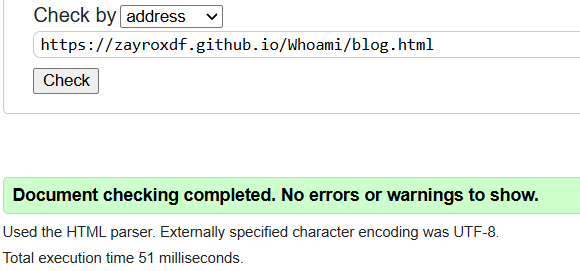 Check by address
https://zayroxdf.github.io/Whoami/blog.html
Check
Document checking completed. No errors or warnings to show.
Used the HTML parser. Externally specified character encoding was UTF-8.
Total execution time 51 milliseconds.